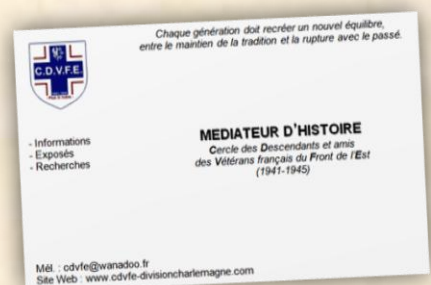 Chaque génération doit recréer un nouvel équilibre,
entre le maintien de la tradition et la rupture avec le passé.
C.D.V.F.E.
- Informations
- Exposés
- Recherches
MEDIATEUR D'HISTOIRE
Cercle des Descendants et amis
des Vétérans français du Front de l'Est
(1941-1945)
Mél. : cdvfe@wanadoo.fr
Site Web : www.cdvfe-divisioncharlemagne.com